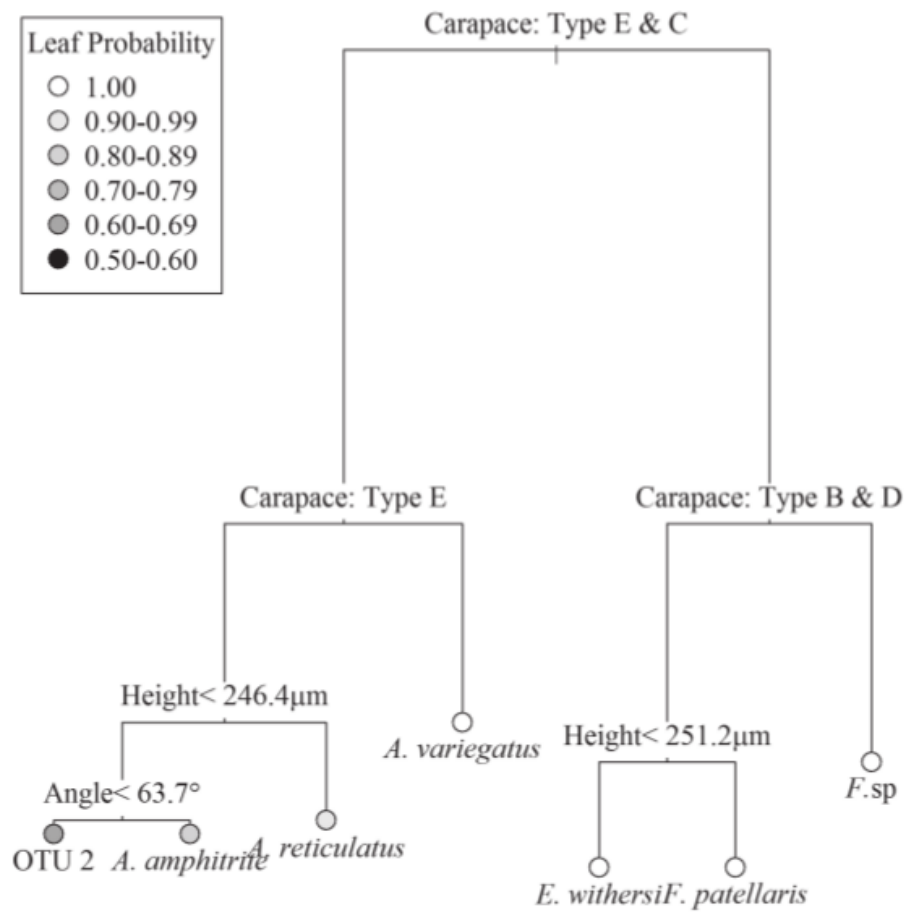 Carapace: Type E & C
Leaf Probability
1.00
0.90-0.99
0.80-0.89
0.70-0.79
0.60-0.69
0.50-0.60
Carapace: Type E
Carapace: Type B & D
Height< 246.4μm
A. variegatus
Height< 251.2μm
Angle< 63.7°
F.sp
OTU 2
A. amphitrite
A. reticulatus
E. withersi
F. patellaris